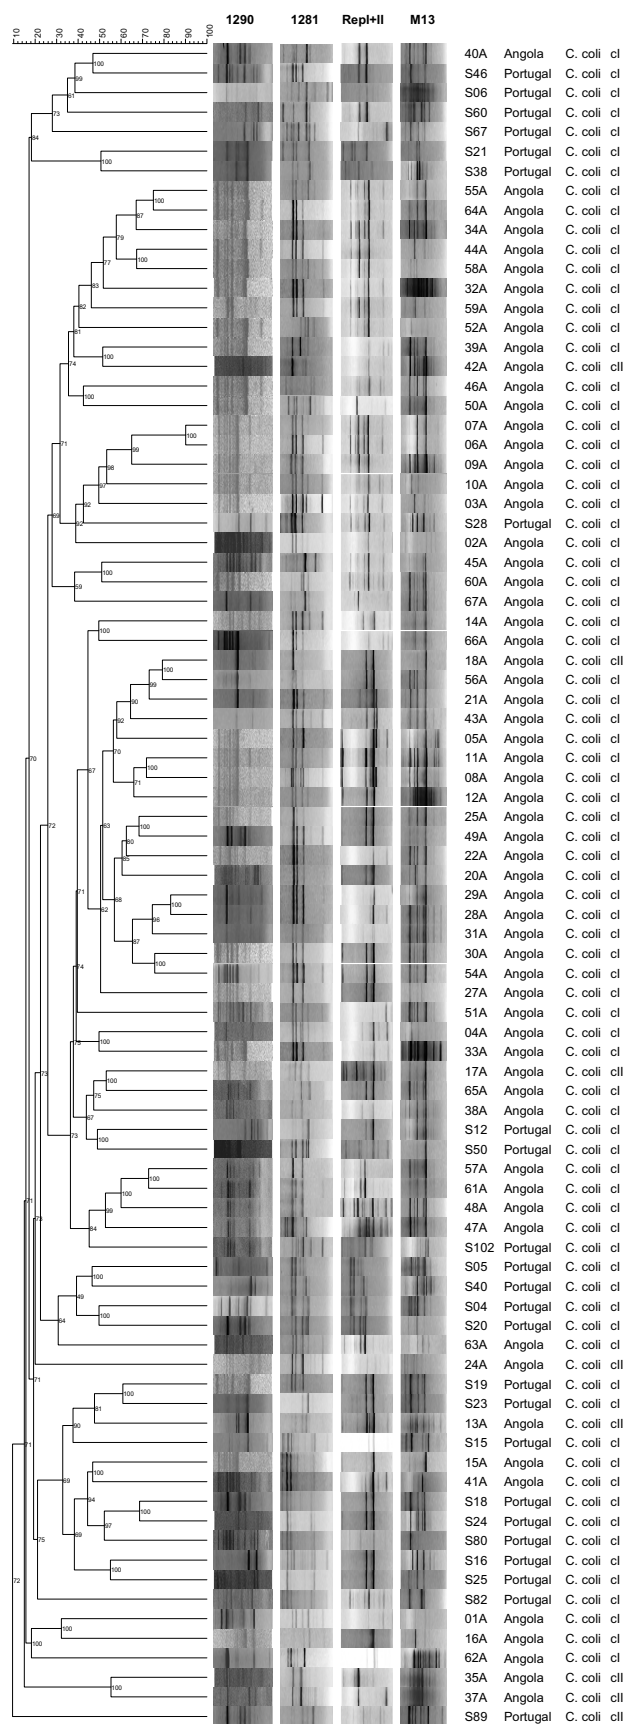 10 20 30 40 50 60 70 80 90 100
1290 1281 RepI+II M13
40A Angola C. coli cI
S46 Portugal C. coli cI
S06 Portugal C. coli cI
S60 Portugal C. coli cI
S67 Portugal C. coli cI
S21 Portugal C. coli cI
S38 Portugal C. coli cI
55A Angola C. coli cI
64A Angola C. coli cI
34A Angola C. coli cI
44A Angola C. coli cI
58A Angola C. coli cI
32A Angola C. coli cI
59A Angola C. coli cI
52A Angola C. coli cI
39A Angola C. coli cI
42A Angola C. coli cII
46A Angola C. coli cI
50A Angola C. coli cI
07A Angola C. coli cI
06A Angola C. coli cI
09A Angola C. coli cI
10A Angola C. coli cI
03A Angola C. coli cI
S28 Portugal C. coli cI
02A Angola C. coli cI
45A Angola C. coli cI
60A Angola C. coli cI
67A Angola C. coli cI
14A Angola C. coli cI
66A Angola C. coli cI
18A Angola C. coli cII
56A Angola C. coli cI
21A Angola C. coli cI
43A Angola C. coli cI
05A Angola C. coli cI
11A Angola C. coli cI
08A Angola C. coli cI
12A Angola C. coli cI
25A Angola C. coli cI
49A Angola C. coli cI
22A Angola C. coli cI
20A Angola C. coli cI
29A Angola C. coli cI
28A Angola C. coli cI
31A Angola C. coli cI
30A Angola C. coli cI
54A Angola C. coli cI
27A Angola C. coli cI
51A Angola C. coli cI
04A Angola C. coli cI
33A Angola C. coli cI
17A Angola C. coli cII
65A Angola C. coli cI
38A Angola C. coli cI
S12 Portugal C. coli cI
S50 Portugal C. coli cI
57A Angola C. coli cI
61A Angola C. coli cI
48A Angola C. coli cI
47A Angola C. coli cI
S102 Portugal C. coli cI
S05 Portugal C. coli cI
S40 Portugal C. coli cI
S04 Portugal C. coli cI
S20 Portugal C. coli cI
63A Angola C. coli cI
24A Angola C. coli cII
S19 Portugal C. coli cI
S23 Portugal C. coli cI
13A Angola C. coli cII
S15 Portugal C. coli cI
15A Angola C. coli cI
41A Angola C. coli cI
S18 Portugal C. coli cI
S24 Portugal C. coli cI
S80 Portugal C. coli cI
S16 Portugal C. coli cI
S25 Portugal C. coli cI
S82 Portugal C. coli cI
01A Angola C. coli cI
16A Angola C. coli cI
62A Angola C. coli cI
35A Angola C. coli cII
37A Angola C. coli cII
S89 Portugal C. coli cII